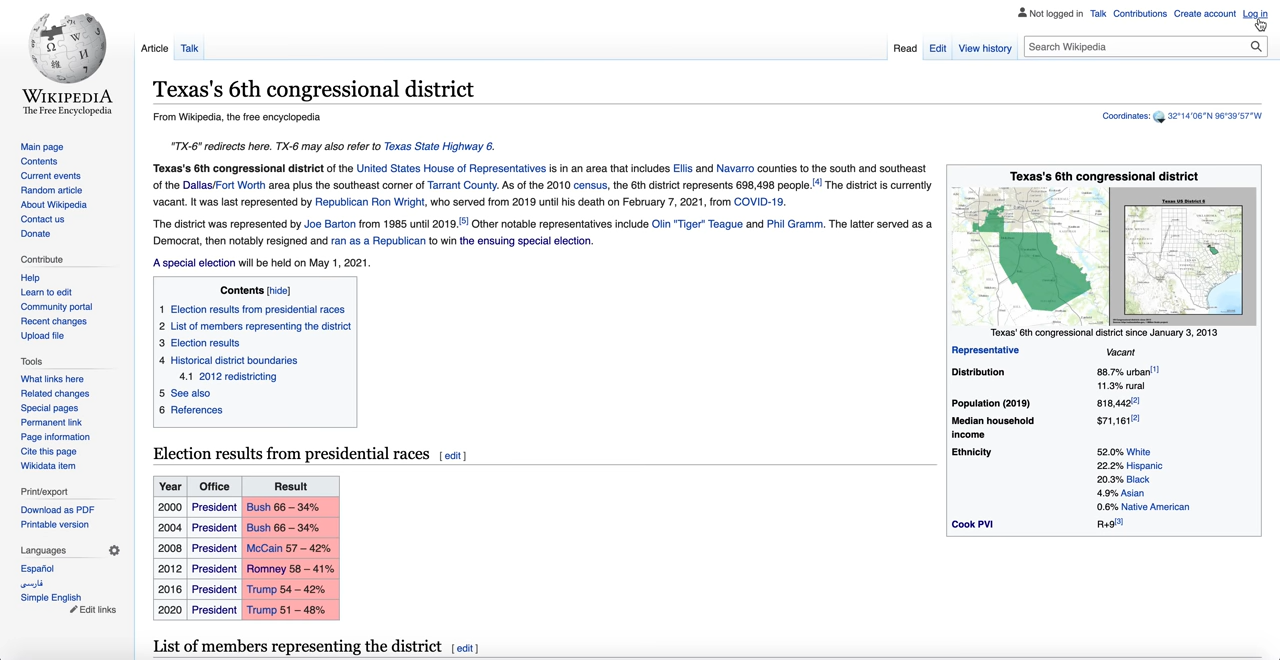 Not logged in Talk Contributions Create account Log in
Article Talk
Read Edit View history Search Wikipedia
WIKIPEDIA
The Free Encyclopedia
Main page
Contents
Current events
Random article
About Wikipedia
Contact us
Donate
Contribute
Help
Learn to edit
Community portal
Recent changes
Upload file
Tools
What links here
Related changes
Special pages
Permanent link
Page information
Cite this page
Wikidata item
Print/export
Download as PDF
Printable version
Languages
Español
فارسی
Simple English
Edit links
Texas's 6th congressional district
From Wikipedia, the free encyclopedia
Coordinates: 32°14′06″N 96°39′57″W
"TX-6" redirects here. TX-6 may also refer to Texas State Highway 6.
Texas's 6th congressional district of the United States House of Representatives is in an area that includes Ellis and Navarro counties to the south and southeast
of the Dallas/Fort Worth area plus the southeast corner of Tarrant County. As of the 2010 census, the 6th district represents 698,498 people.[4] The district is currently
vacant. It was last represented by Republican Ron Wright, who served from 2019 until his death on February 7, 2021, from COVID-19.
The district was represented by Joe Barton from 1985 until 2019.[5] Other notable representatives include Olin "Tiger" Teague and Phil Gramm. The latter served as a
Democrat, then notably resigned and ran as a Republican to win the ensuing special election.
A special election will be held on May 1, 2021.
Contents [hide]
1 Election results from presidential races
2 List of members representing the district
3 Election results
4 Historical district boundaries
4.1 2012 redistricting
5 See also
6 References
Election results from presidential races [ edit ]
Year Office Result
2000 President Bush 66 – 34%
2004 President Bush 66 – 34%
2008 President McCain 57 – 42%
2012 President Romney 58 – 41%
2016 President Trump 54 – 42%
2020 President Trump 51 – 48%
List of members representing the district [ edit ]
Texas's 6th congressional district
Texas US District 6
Texas' 6th congressional district since January 3, 2013
Representative Vacant
Distribution 88.7% urban[1]
11.3% rural
Population (2019) 818,442[2]
Median household $71,161[2]
income
Ethnicity 52.0% White
22.2% Hispanic
20.3% Black
4.9% Asian
0.6% Native American
Cook PVI R+9[3]